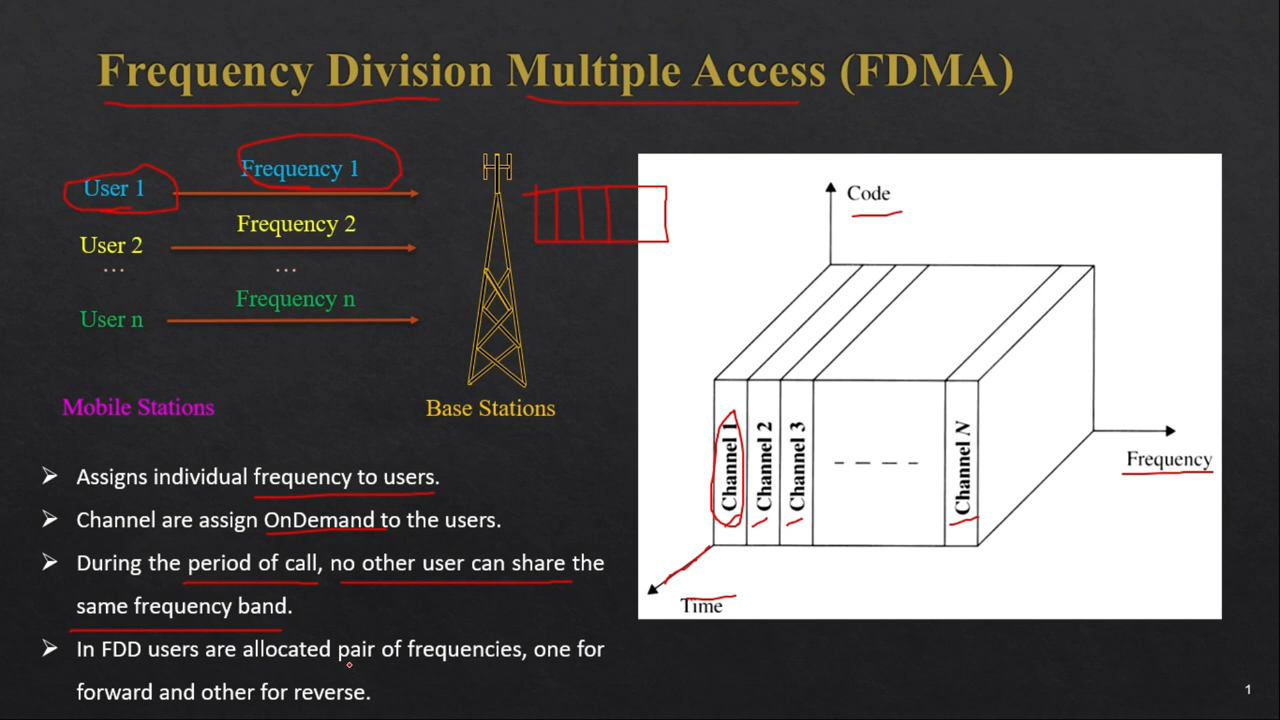 Frequency Division Multiple Access (FDMA)
User 1
Frequency 1
User 2
Frequency 2
...
...
User n
Frequency n
Mobile Stations
Base Stations
Code
Channel 1
Channel 2
Channel 3
Channel N
Frequency
Time
➢ Assigns individual frequency to users.
➢ Channel are assign OnDemand to the users.
➢ During the period of call, no other user can share the
same frequency band.
➢ In FDD users are allocated pair of frequencies, one for
forward and other for reverse.
1